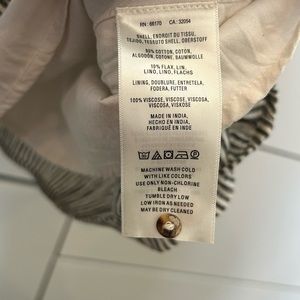 RN: 66170 CA: 32054
SHELL, ENDROIT DU TISSU,
TEJIDO, TESSUTO SHELL, OBERSTOFF
90% COTTON, COTON,
ALGODÓN, COTONE, BAUMWOLLE
10% FLAX, LIN,
LINO, LINO, FLACHS
LINING, DOUBLURE, ENTRETELA,
FODERA, FUTTER
100% VISCOSE, VISCOSE,
VISCOSA, VISCOSA, VISKOSE
MADE IN INDIA,
HECHO EN INDIA,
FABRIQUÉ EN INDE
MACHINE WASH COLD
WITH LIKE COLORS
USE ONLY NON-CHLORINE
BLEACH
TUMBLE DRY LOW
LOW IRON AS NEEDED
MAY BE DRY CLEANED